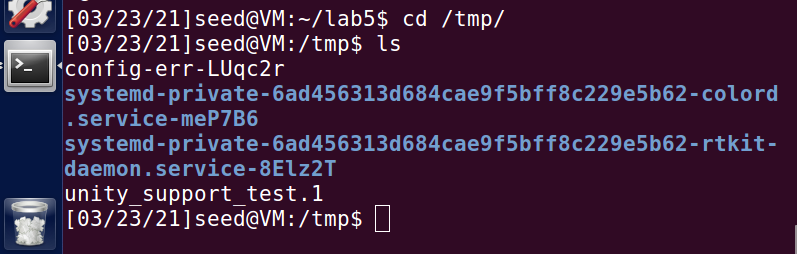 [03/23/21]seed@VM:~/lab5$ cd /tmp/
[03/23/21]seed@VM:/tmp$ ls
config-err-LUqc2r
systemd-private-6ad456313d684cae9f5bff8c229e5b62-colord
.service-meP7B6
systemd-private-6ad456313d684cae9f5bff8c229e5b62-rtkit-
daemon.service-8Elz2T
unity_support_test.1
[03/23/21]seed@VM:/tmp$